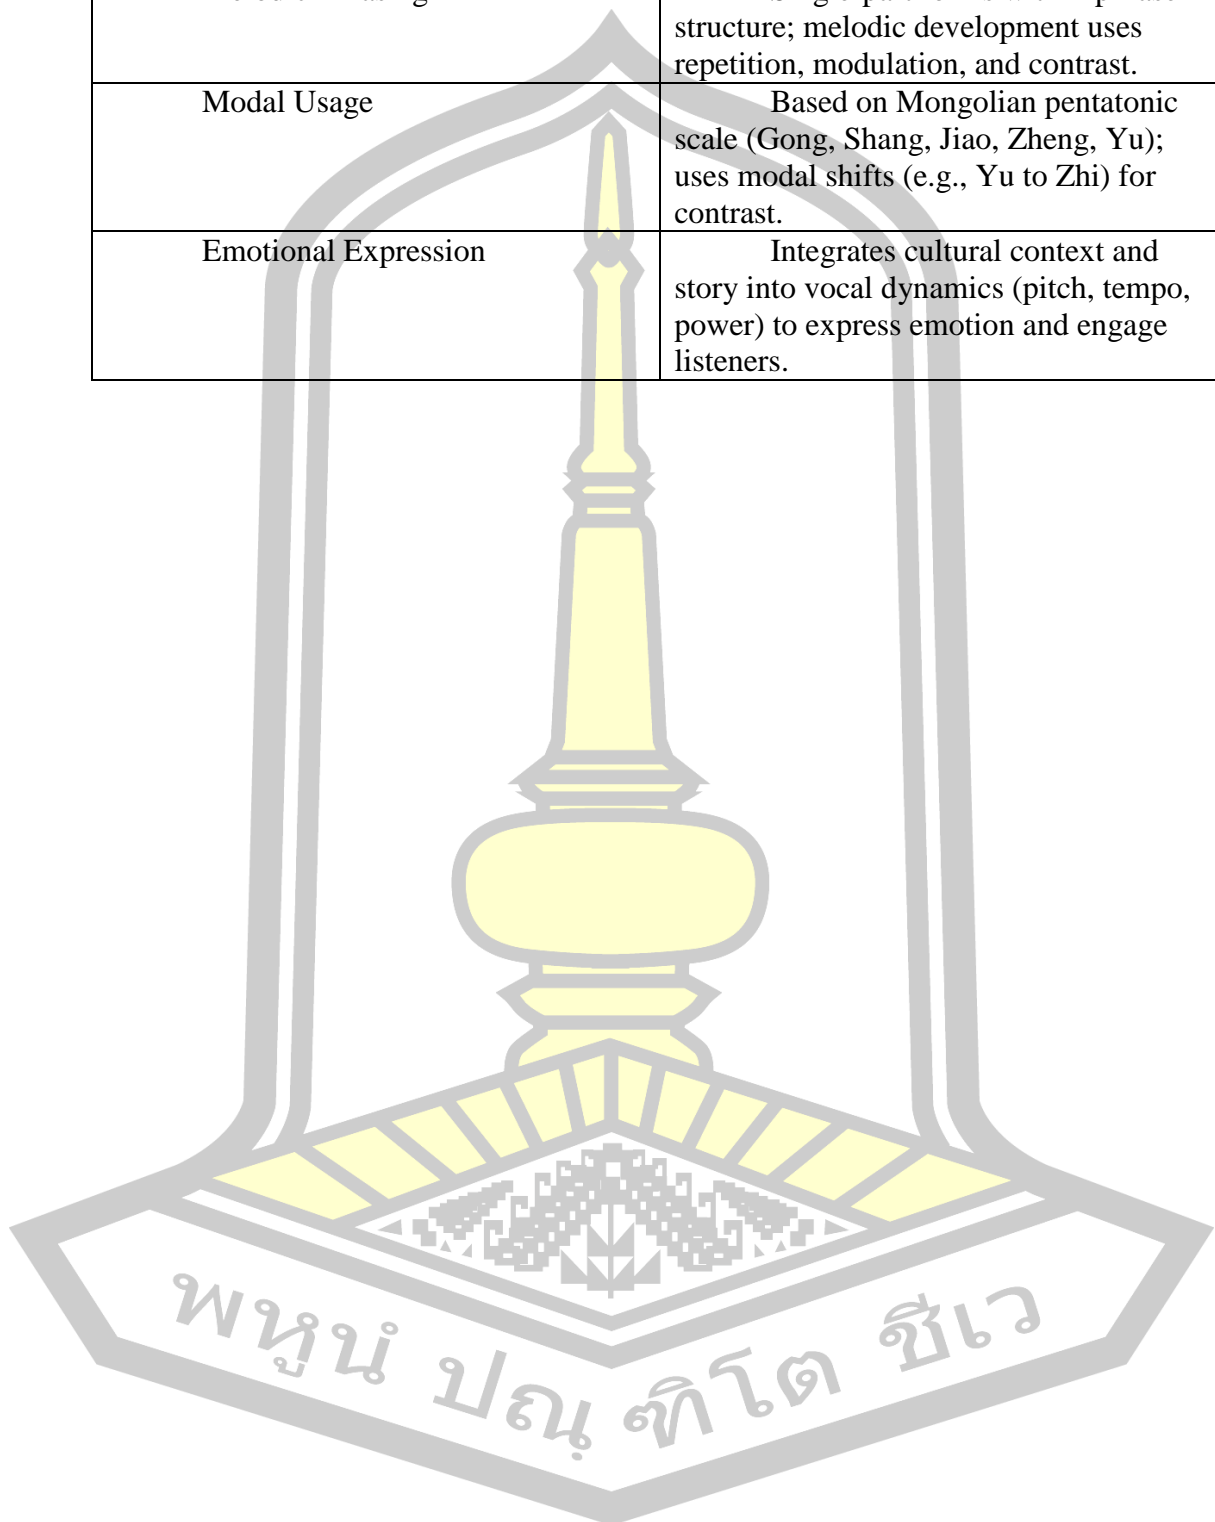 structure; melodic development uses
repetition, modulation, and contrast.
Modal Usage
Based on Mongolian pentatonic
scale (Gong, Shang, Jiao, Zheng, Yu);
uses modal shifts (e.g., Yu to Zhi) for
contrast.
Emotional Expression
Integrates cultural context and
story into vocal dynamics (pitch, tempo,
power) to express emotion and engage
listeners.
พหูนํ ปณฺฑิโต ชีเว